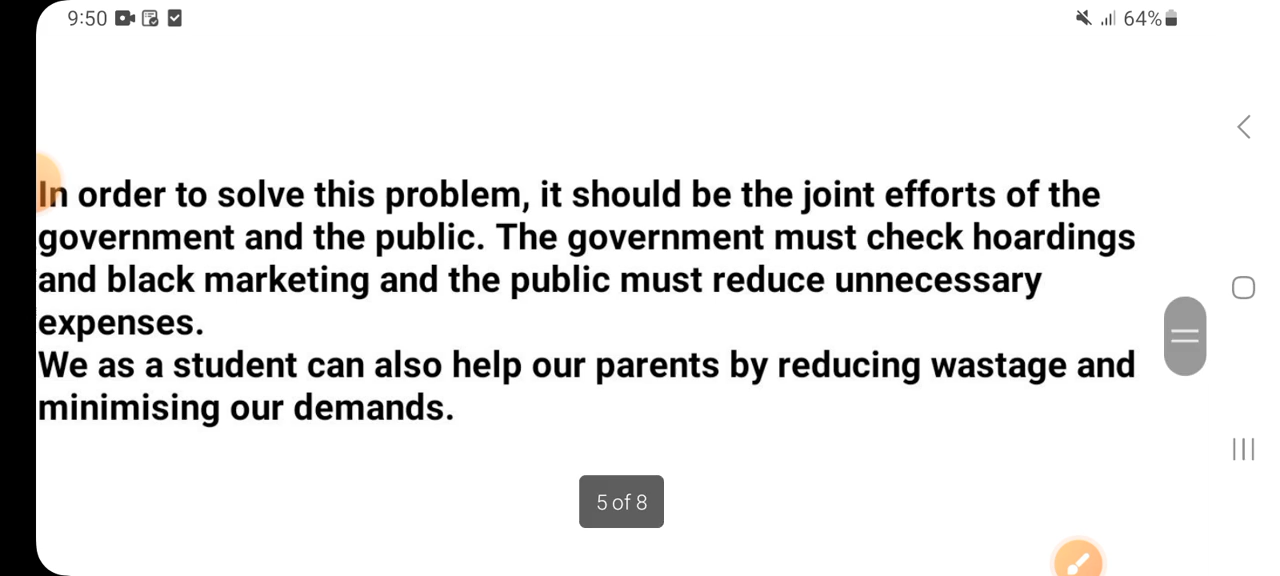 9:50
64%
In order to solve this problem, it should be the joint efforts of the
government and the public. The government must check hoardings
and black marketing and the public must reduce unnecessary
expenses.
We as a student can also help our parents by reducing wastage and
minimising our demands.
5 of 8